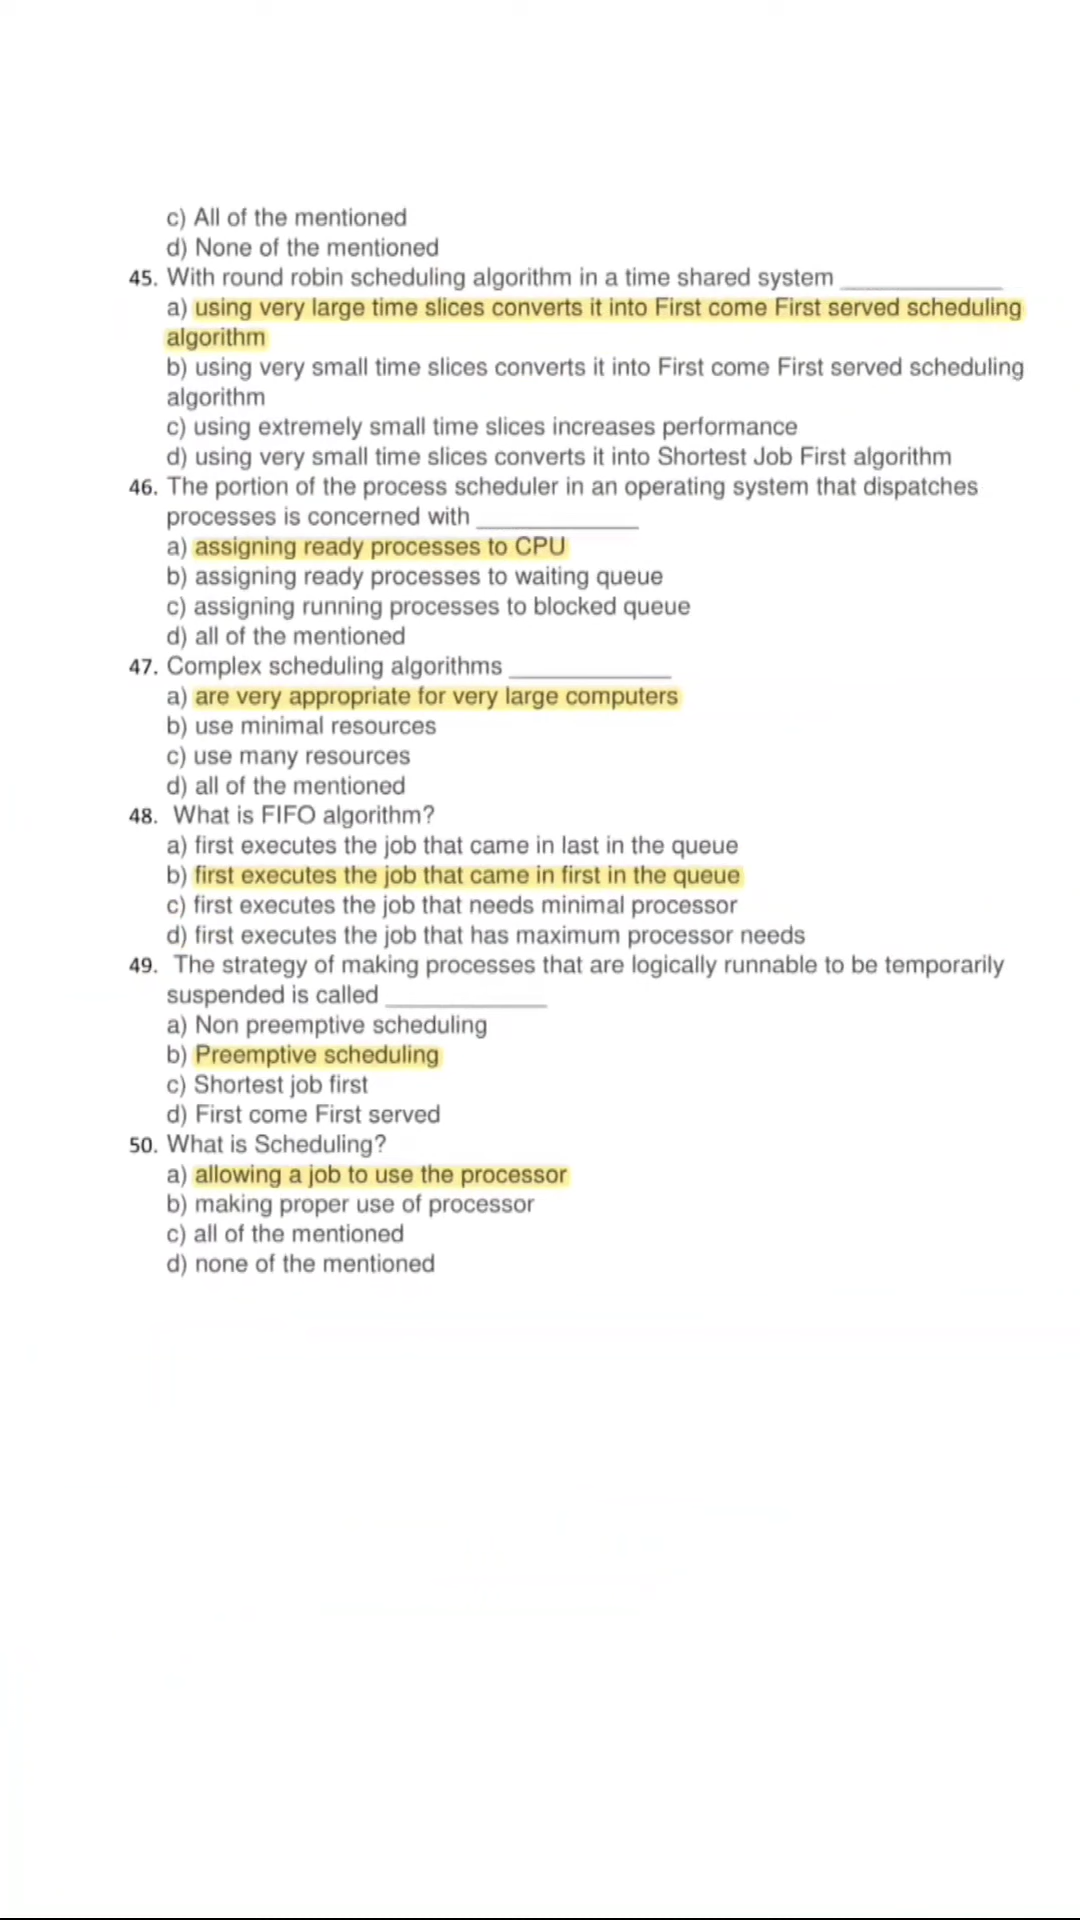 c) All of the mentioned
d) None of the mentioned
45. With round robin scheduling algorithm in a time shared system ____________
a) using very large time slices converts it into First come First served scheduling
algorithm
b) using very small time slices converts it into First come First served scheduling
algorithm
c) using extremely small time slices increases performance
d) using very small time slices converts it into Shortest Job First algorithm
46. The portion of the process scheduler in an operating system that dispatches
processes is concerned with ____________
a) assigning ready processes to CPU
b) assigning ready processes to waiting queue
c) assigning running processes to blocked queue
d) all of the mentioned
47. Complex scheduling algorithms ____________
a) are very appropriate for very large computers
b) use minimal resources
c) use many resources
d) all of the mentioned
48. What is FIFO algorithm?
a) first executes the job that came in last in the queue
b) first executes the job that came in first in the queue
c) first executes the job that needs minimal processor
d) first executes the job that has maximum processor needs
49. The strategy of making processes that are logically runnable to be temporarily
suspended is called ____________
a) Non preemptive scheduling
b) Preemptive scheduling
c) Shortest job first
d) First come First served
50. What is Scheduling?
a) allowing a job to use the processor
b) making proper use of processor
c) all of the mentioned
d) none of the mentioned